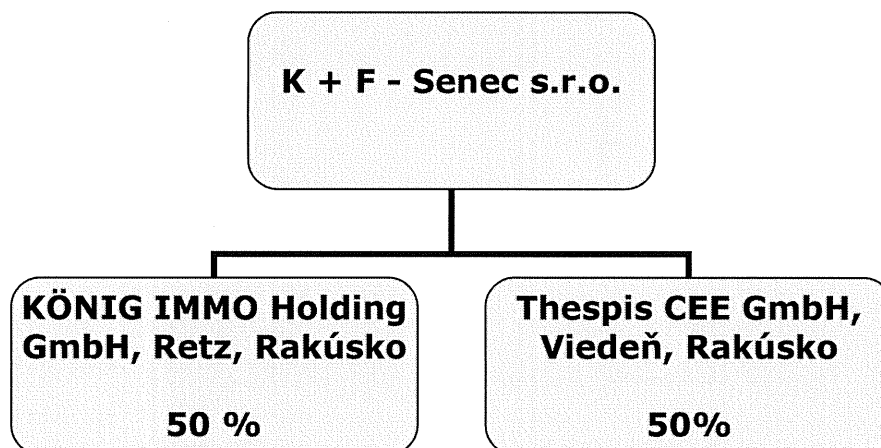 K + F - Senec s.r.o.
KÖNIG IMMO Holding
GmbH, Retz, Rakúsko
50 %
Thespis CEE GmbH,
Viedeň, Rakúsko
50%